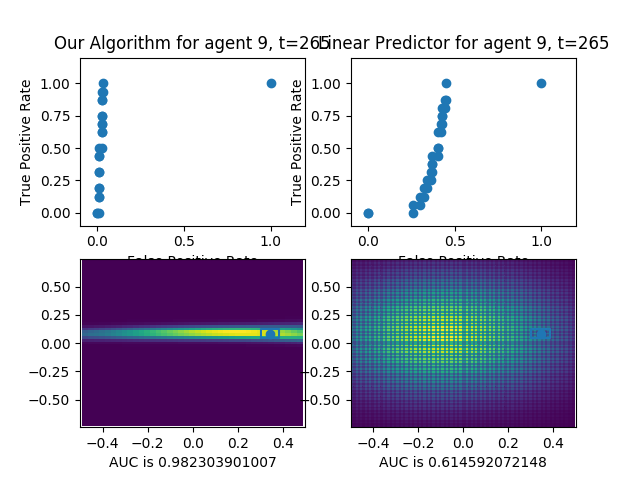 Our Algorithm for agent 9, t=265
Linear Predictor for agent 9, t=265
True Positive Rate
1.00
0.75
0.50
0.25
0.00
0.0 0.5 1.0
False Positive Rate
True Positive Rate
1.00
0.75
0.50
0.25
0.00
0.0 0.5 1.0
False Positive Rate
0.50
0.25
0.00
−0.25
−0.50
−0.4 −0.2 0.0 0.2 0.4
AUC is 0.982303901007
0.50
0.25
0.00
−0.25
−0.50
−0.4 −0.2 0.0 0.2 0.4
AUC is 0.614592072148